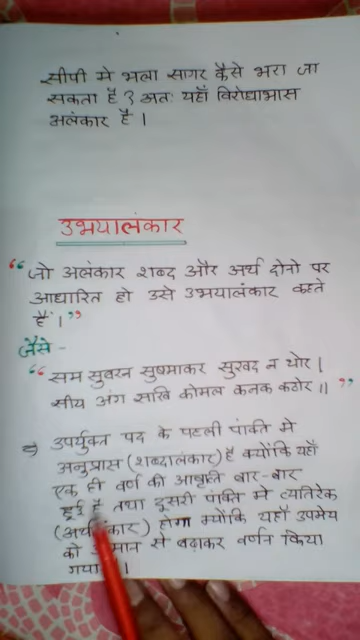 सीपी में भला सागर कैसे भरा जा
सकता है ? अतः यहाँ विरोधाभास
अलंकार है ।
उभयालंकार
“ जो अलंकार शब्द और अर्थ दोनो पर
आधारित हो उसे उभयालंकार कहते
हैं। ”
जैसे -
“ सम सुबरन सुषमाकर सुखद न थोर ।
सीय अंग सखि कोमल कनक कठोर ॥ ”
⇒ उपर्युक्त पद के पहली पंक्ति मे
अनुप्रास (शब्दालंकार) है क्योंकि यहाँ
एक ही वर्ण की आवृति बार-बार
हुई है तथा दूसरी पंक्ति मे व्यतिरेक
होगा क्योंकि यहाँ उपमेय
को से बढ़ाकर वर्णन किया
गया